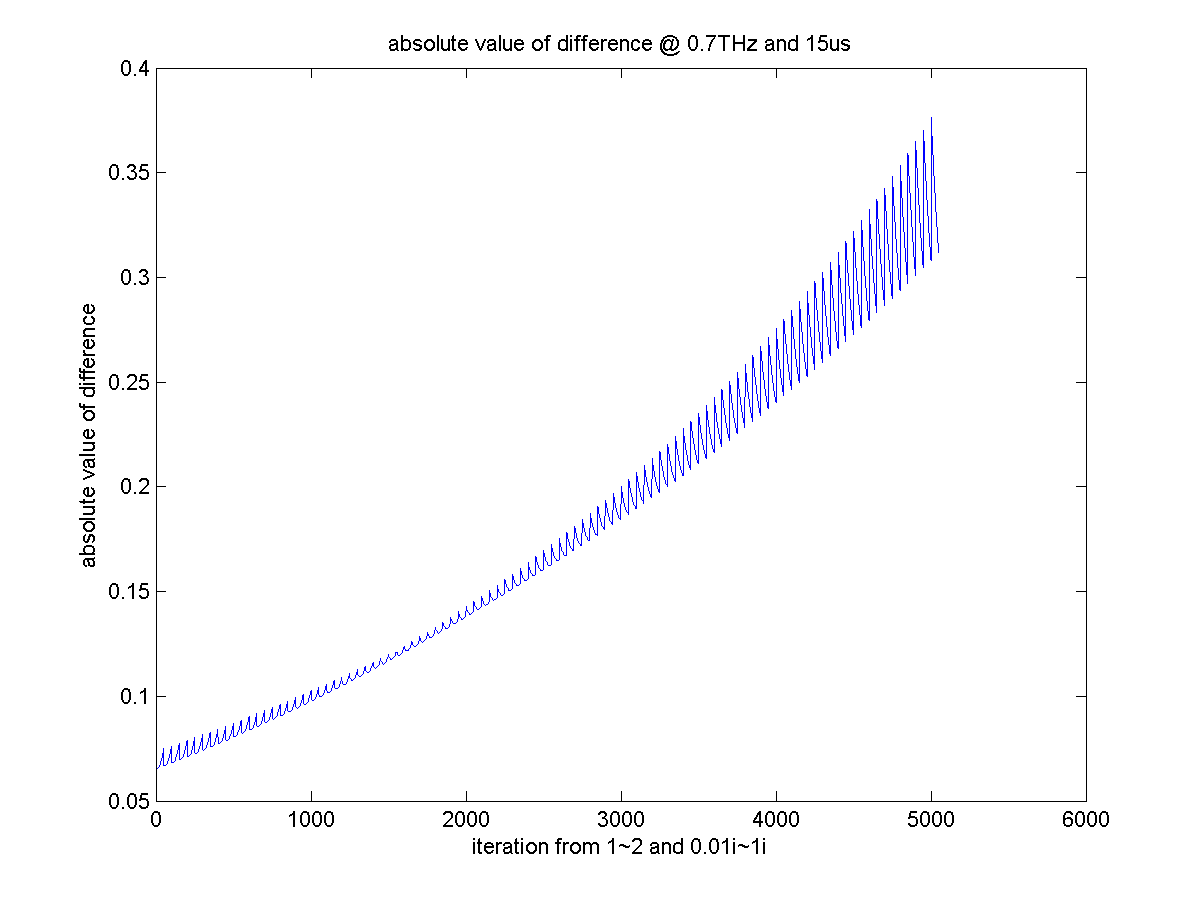 absolute value of difference @ 0.7THz and 15us
0.4
0.35
0.3
0.25
0.2
0.15
0.1
0.05
absolute value of difference
0 1000 2000 3000 4000 5000 6000
iteration from 1~2 and 0.01i~1i